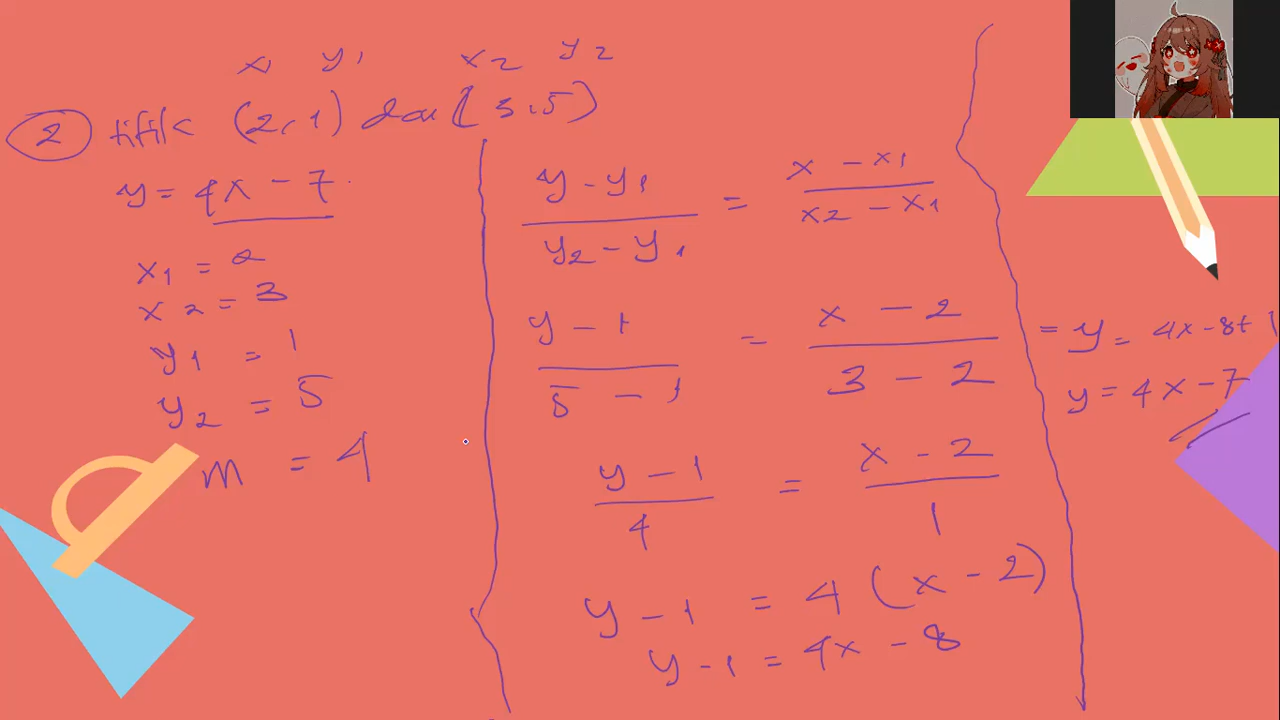 x1 y1 x2 y2
2 titik (2,1) dan (3.5)
y = 4x - 7
x1 = 2
x2 = 3
y1 = 1
y2 = 5
m = 4
y - y1 / y2 - y1 = x - x1 / x2 - x1
y - 1 / 5 - 1 = x - 2 / 3 - 2
y - 1 / 4 = x - 2 / 1
y - 1 = 4 (x - 2)
y - 1 = 4x - 8
= y = 4x - 8 +
y = 4x - 7